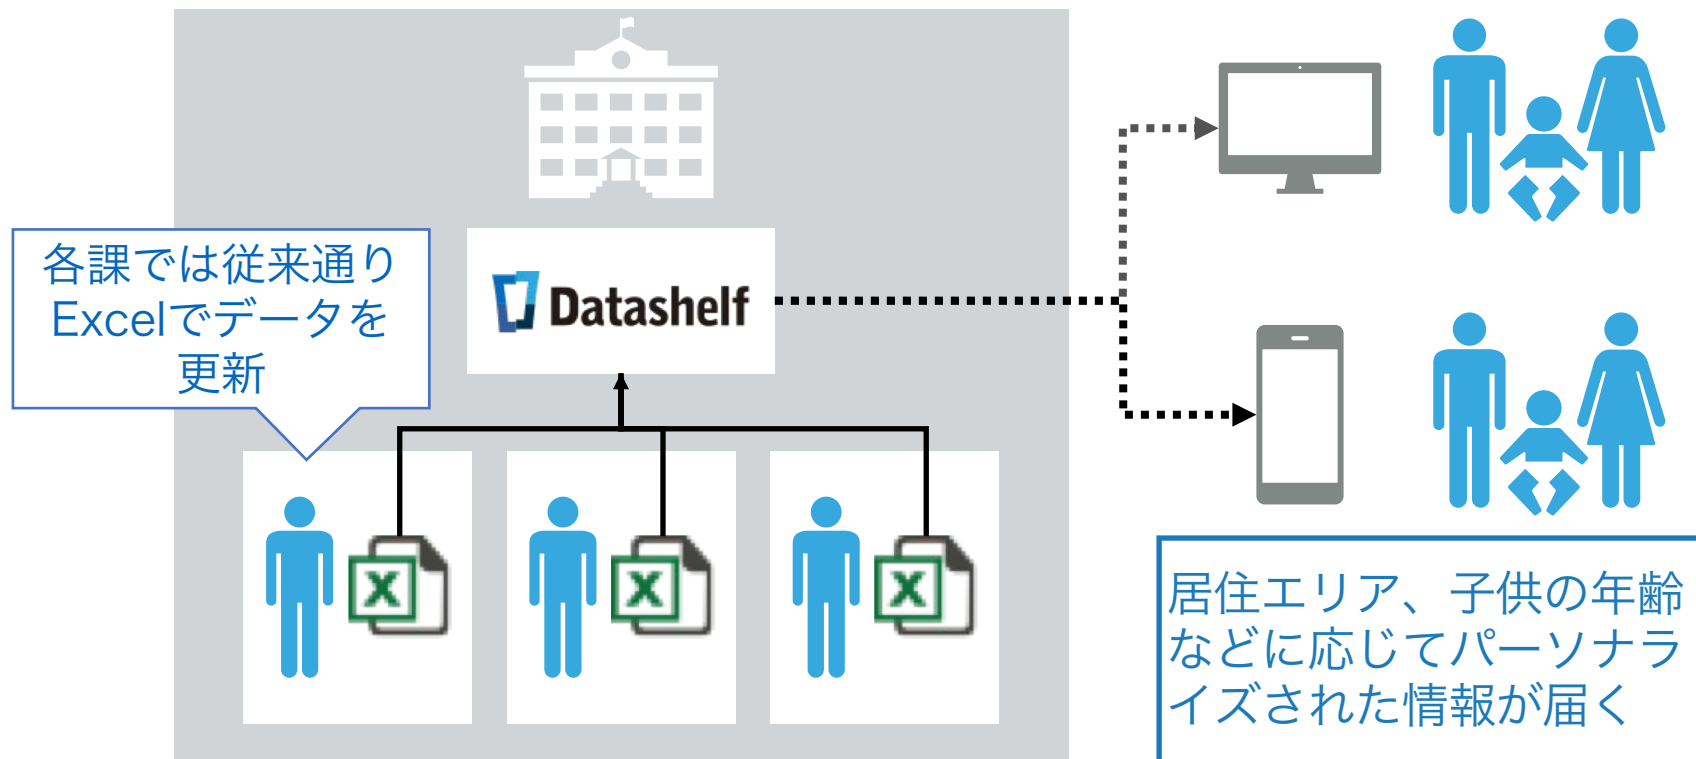 各課では従来通り
Excelでデータを
更新
Datashelf
居住エリア、子供の年齢
などに応じてパーソナラ
イズされた情報が届く